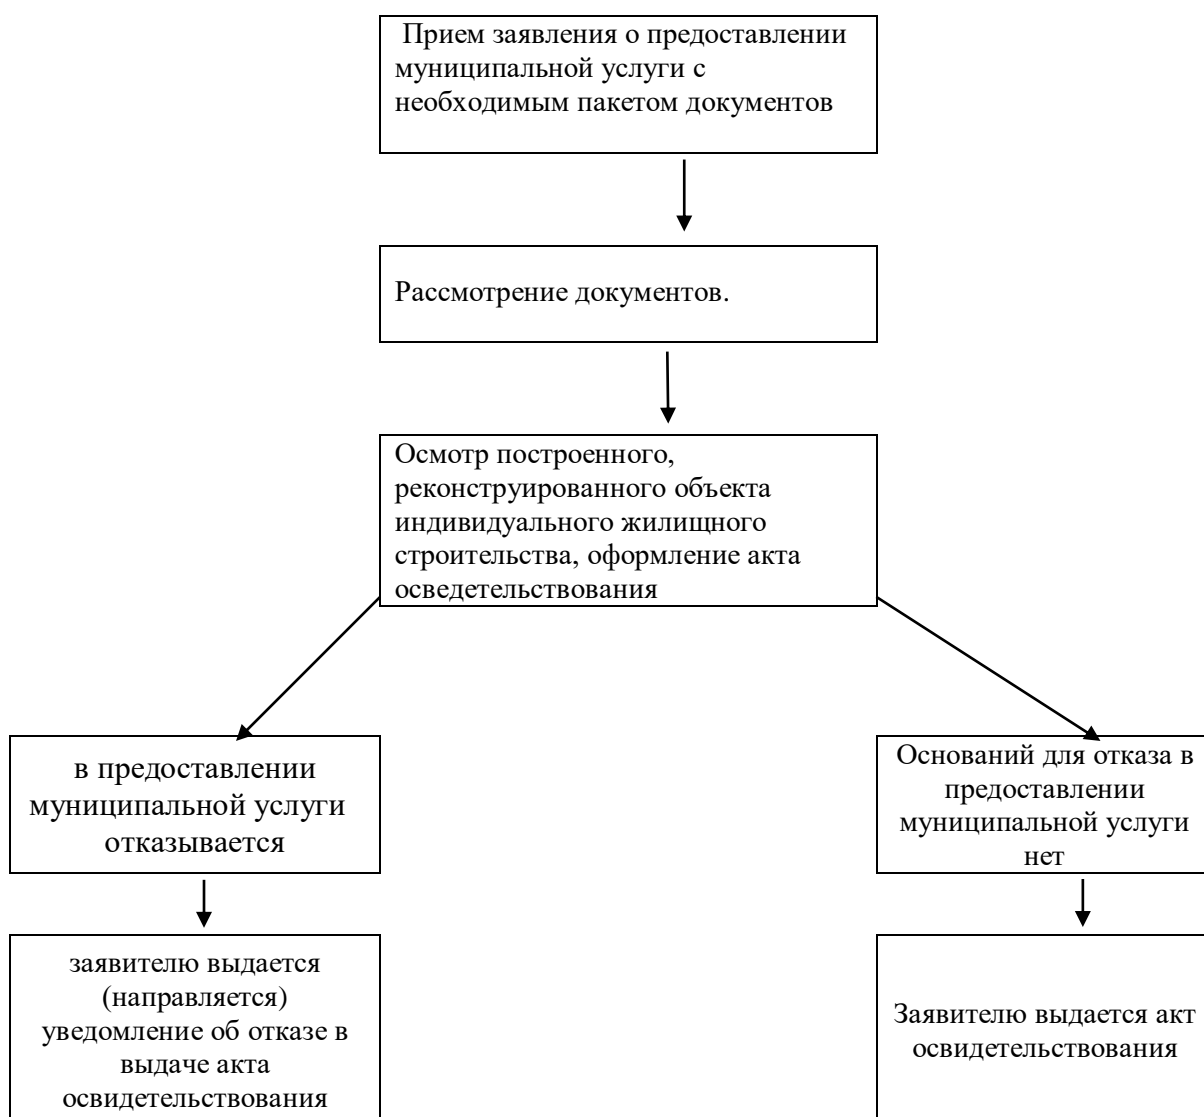 Прием заявления о предоставлении
муниципальной услуги с
необходимым пакетом документов
Рассмотрение документов.
Осмотр построенного,
реконструированного объекта
индивидуального жилищного
строительства, оформление акта
осведетельствования
в предоставлении
муниципальной услуги
отказывается
Оснований для отказа в
предоставлении
муниципальной услуги
нет
заявителю выдается
(направляется)
уведомление об отказе в
выдаче акта
освидетельствования
Заявителю выдается акт
освидетельствования